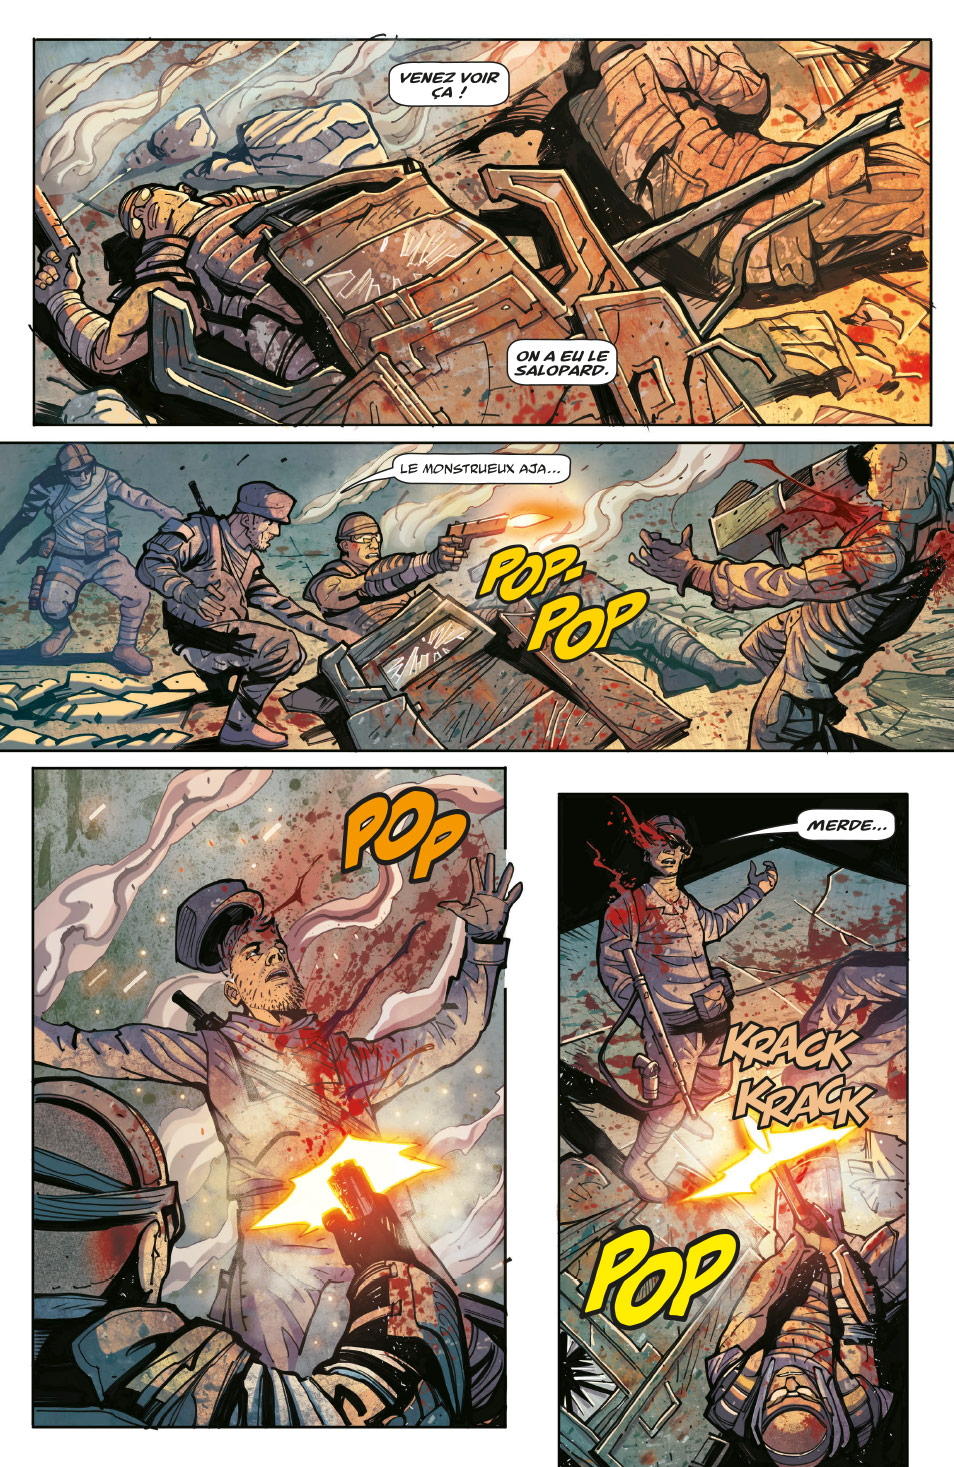 VENEZ VOIR
ÇA !
ON A EU LE
SALOPARD.
LE MONSTRUEUX AJA...
POP-
POP
POP
MERDE...
KRACK
KRACK
POP